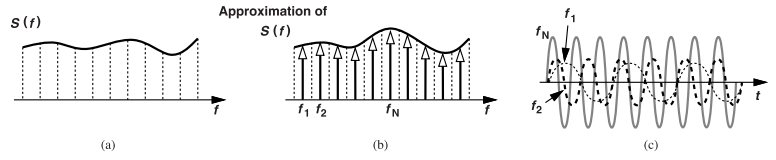 S (f)
f
(a)
Approximation of
S (f)
f1 f2 fN f
(b)
fN f1
f2
t
(c)